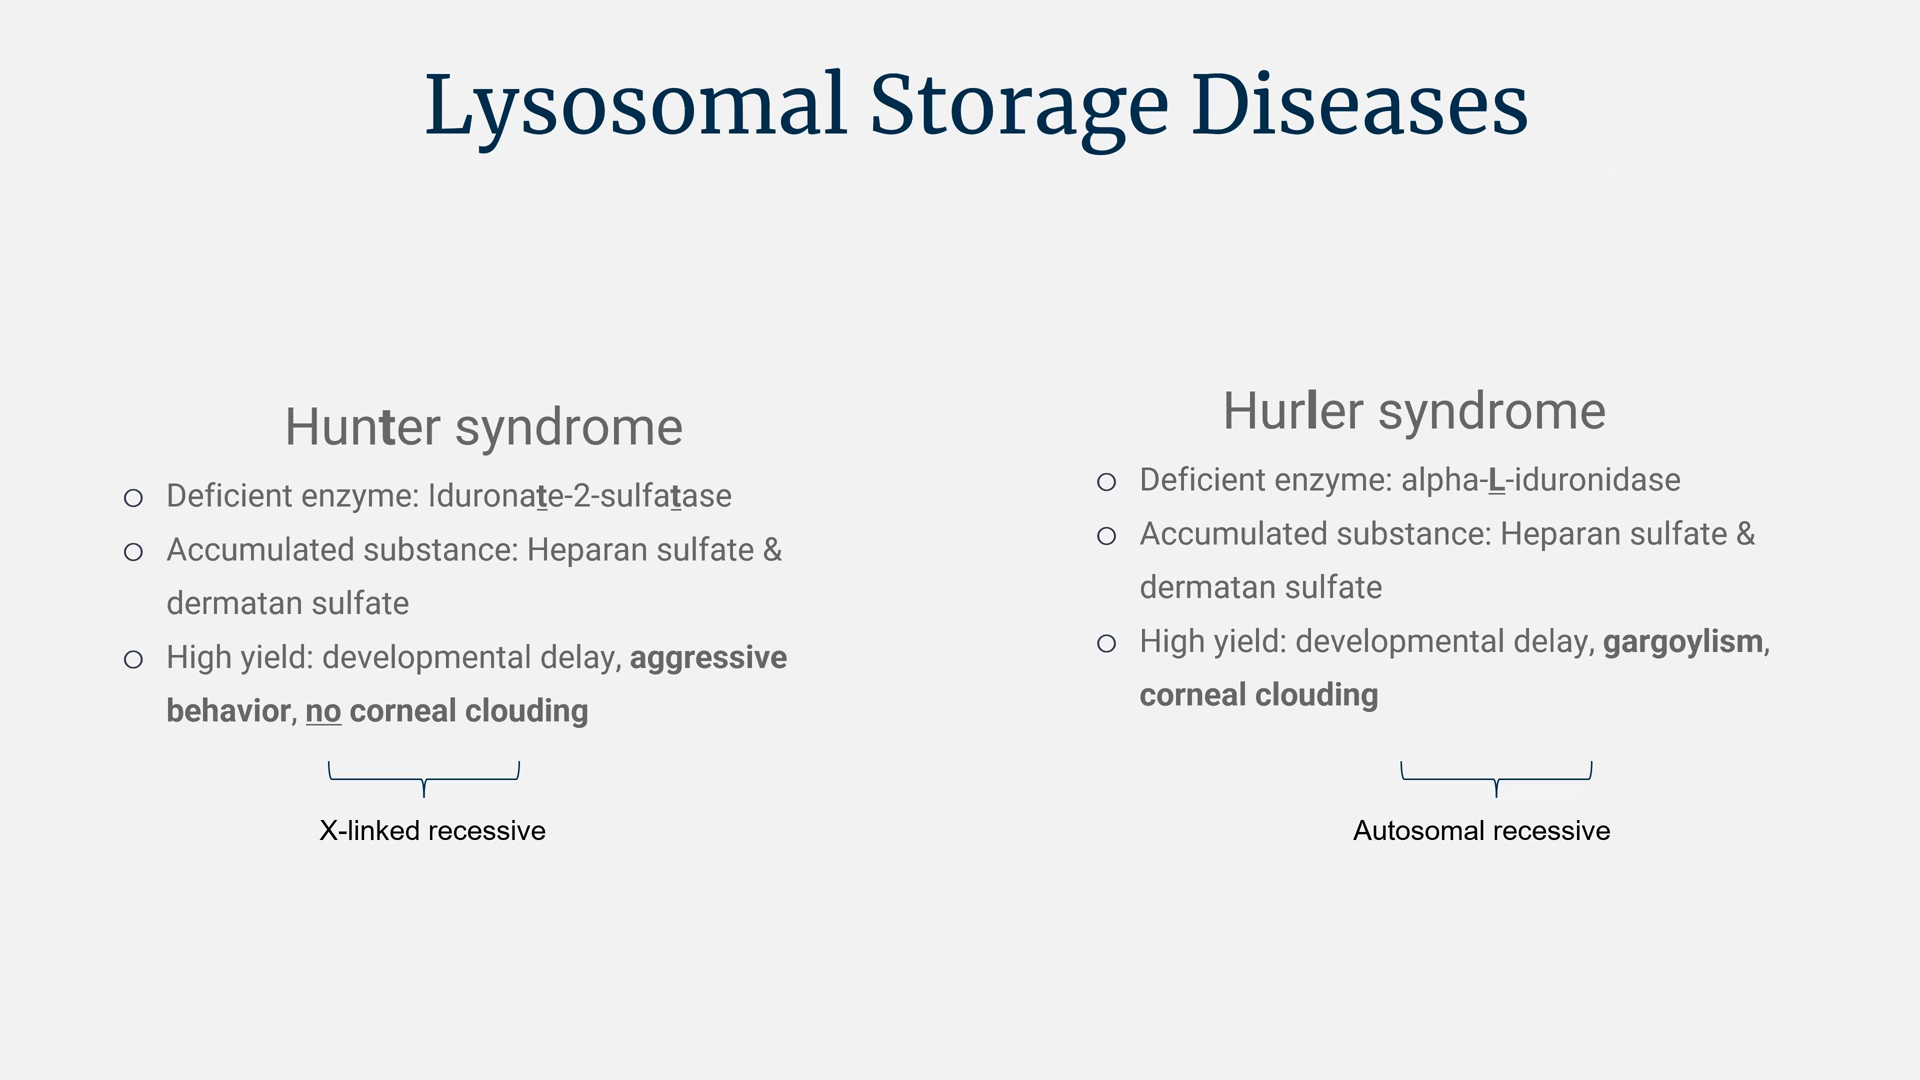 Lysosomal Storage Diseases
Hunter syndrome
○ Deficient enzyme: Iduronate-2-sulfatase
○ Accumulated substance: Heparan sulfate &
dermatan sulfate
○ High yield: developmental delay, aggressive
behavior, no corneal clouding
X-linked recessive
Hurler syndrome
○ Deficient enzyme: alpha-L-iduronidase
○ Accumulated substance: Heparan sulfate &
dermatan sulfate
○ High yield: developmental delay, gargoylism,
corneal clouding
Autosomal recessive